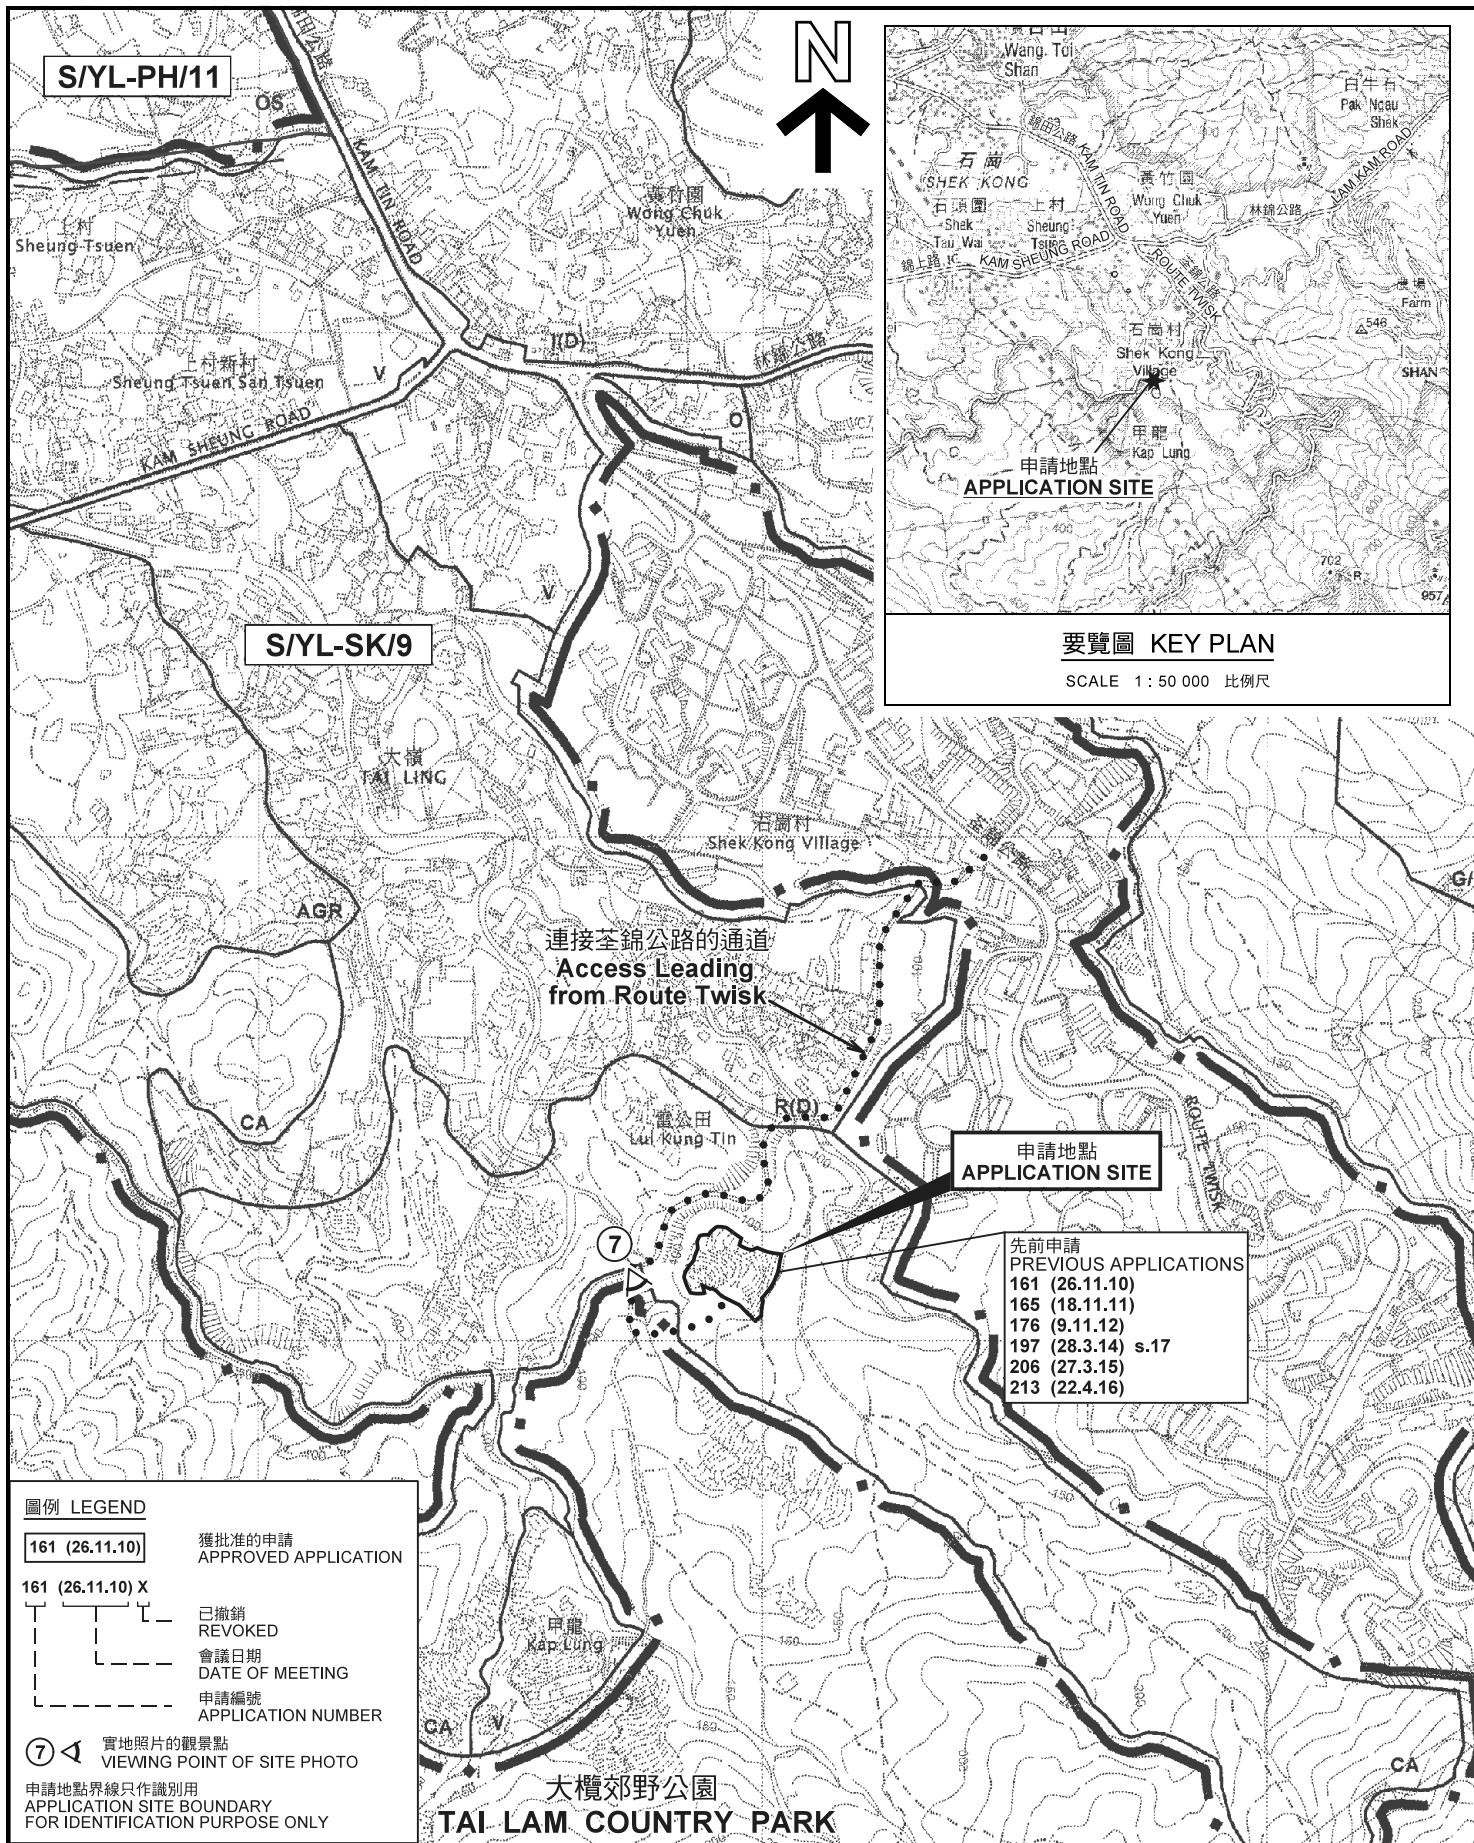 S/YL-PH/11
OS
KAM TIN ROAD
上村
Sheung Tsuen
黃竹園
Wong Chuk
Yuen
N
上村新村
Sheung Tsuen San Tsuen
V
I(D)
林錦公路
KAM SHEUNG ROAD
O
V
S/YL-SK/9
Wang Toi
Shan
白牛石
Pak Ngau
Shek
錦田公路
KAM TIN ROAD
LAM KAM ROAD
石崗
SHEK KONG
黃竹園
Wong Chuk
Yuen
林錦公路
石頭圍
Shek
Tau Wai
上村
Sheung
Tsuen
錦上路
KAM SHEUNG ROAD
ROUTE TWISK
荃錦公路
農場
Farm
546
石崗村
Shek Kong
Village
SHAN
甲龍
Kap Lung
申請地點
APPLICATION SITE
400
702
957
要覽圖 KEY PLAN
SCALE 1 : 50 000 比例尺
大嶺
TAI LING
石崗村
Shek Kong Village
荃錦公路
AGR
連接荃錦公路的通道
Access Leading
from Route Twisk
CA
雷公田
Lui Kung Tin
R(D)
ROUTE TWISK
申請地點
APPLICATION SITE
7
先前申請
PREVIOUS APPLICATIONS
161 (26.11.10)
165 (18.11.11)
176 (9.11.12)
197 (28.3.14) s.17
206 (27.3.15)
213 (22.4.16)
圖例 LEGEND
161 (26.11.10)
獲批准的申請
APPROVED APPLICATION
161 (26.11.10) X
已撤銷
REVOKED
會議日期
DATE OF MEETING
申請編號
APPLICATION NUMBER
7
實地照片的觀景點
VIEWING POINT OF SITE PHOTO
申請地點界線只作識別用
APPLICATION SITE BOUNDARY
FOR IDENTIFICATION PURPOSE ONLY
甲龍
Kap Lung
CA
V
CA
大欖郊野公園
TAI LAM COUNTRY PARK